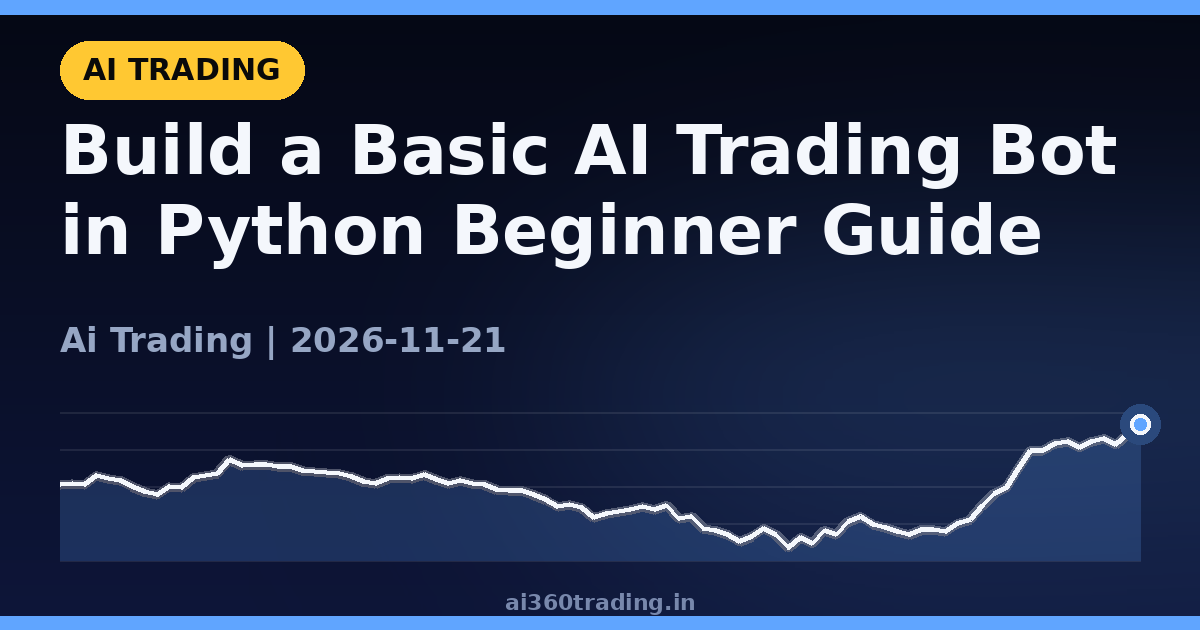 AI TRADING
Build a Basic AI Trading Bot
in Python Beginner Guide
Ai Trading | 2026-11-21
ai360trading.in